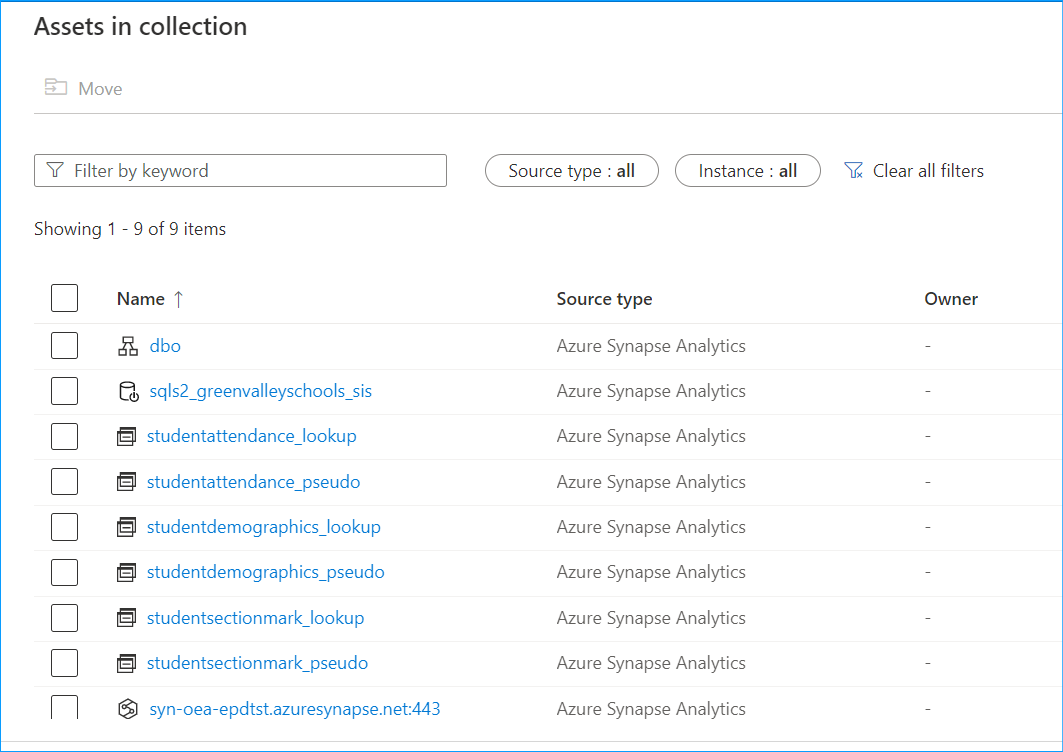 Assets in collection
Move
Filter by keyword Source type : all Instance : all Clear all filters
Showing 1 - 9 of 9 items
Name ↑ Source type Owner
dbo Azure Synapse Analytics -
sqls2_greenvalleyschools_sis Azure Synapse Analytics -
studentattendance_lookup Azure Synapse Analytics -
studentattendance_pseudo Azure Synapse Analytics -
studentdemographics_lookup Azure Synapse Analytics -
studentdemographics_pseudo Azure Synapse Analytics -
studentsectionmark_lookup Azure Synapse Analytics -
studentsectionmark_pseudo Azure Synapse Analytics -
syn-oea-epdtst.azuresynapse.net:443 Azure Synapse Analytics -